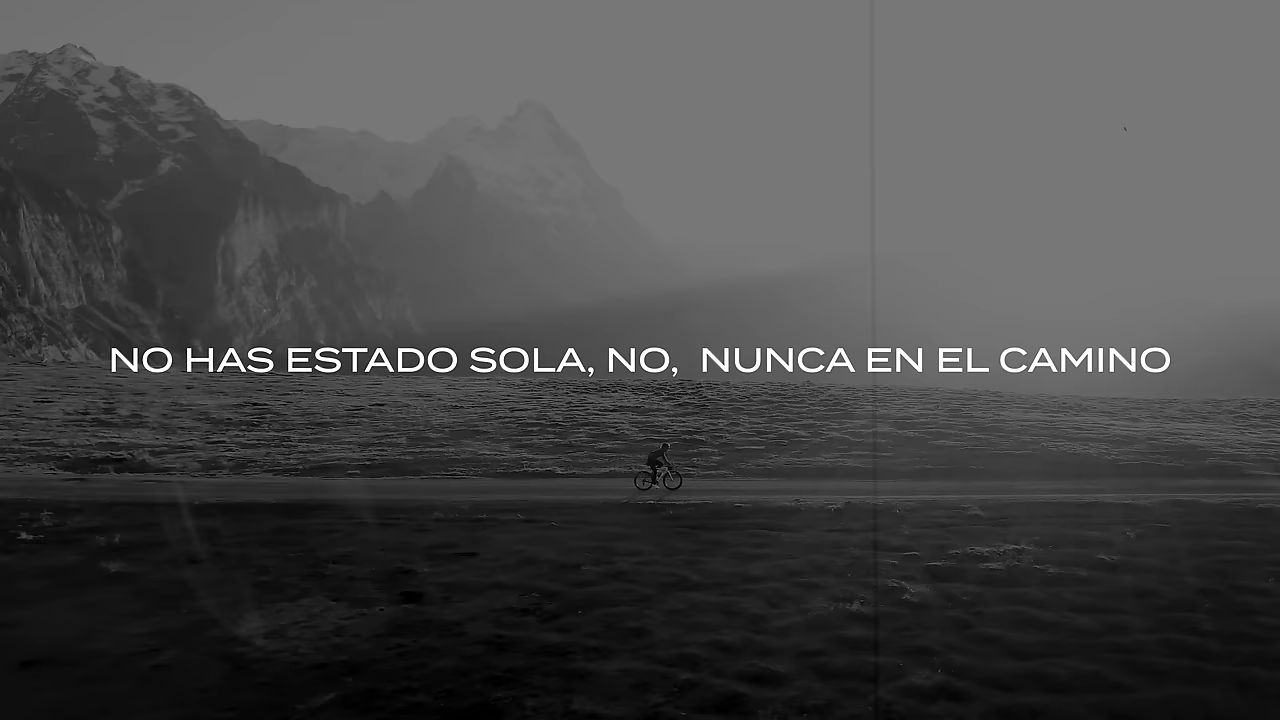 NO HAS ESTADO SOLA, NO,  NUNCA EN EL CAMINO